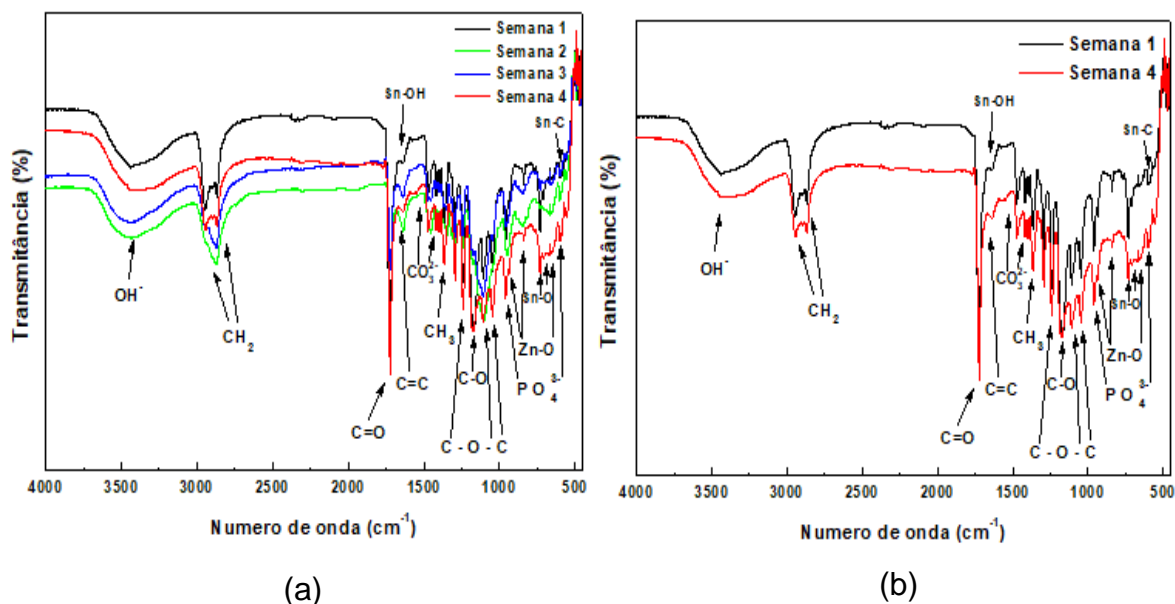 Semana 1
Semana 2
Semana 3
Semana 4
Sn-OH
Sn-C
OH⁻
CH₂
CO₃²⁻
CH₃
C=C
C=O
C-O
C - O - C
Sn-O
Zn-O
PO₄³⁻
Transmitância (%)
4000 3500 3000 2500 2000 1500 1000 500
Numero de onda (cm⁻¹)
(a)
Semana 1
Semana 4
Sn-OH
Sn-C
OH⁻
CH₂
CO₃²⁻
CH₃
C=C
C=O
C-O
C - O - C
Sn-O
Zn-O
PO₄³⁻
Transmitância (%)
4000 3500 3000 2500 2000 1500 1000 500
Numero de onda (cm⁻¹)
(b)